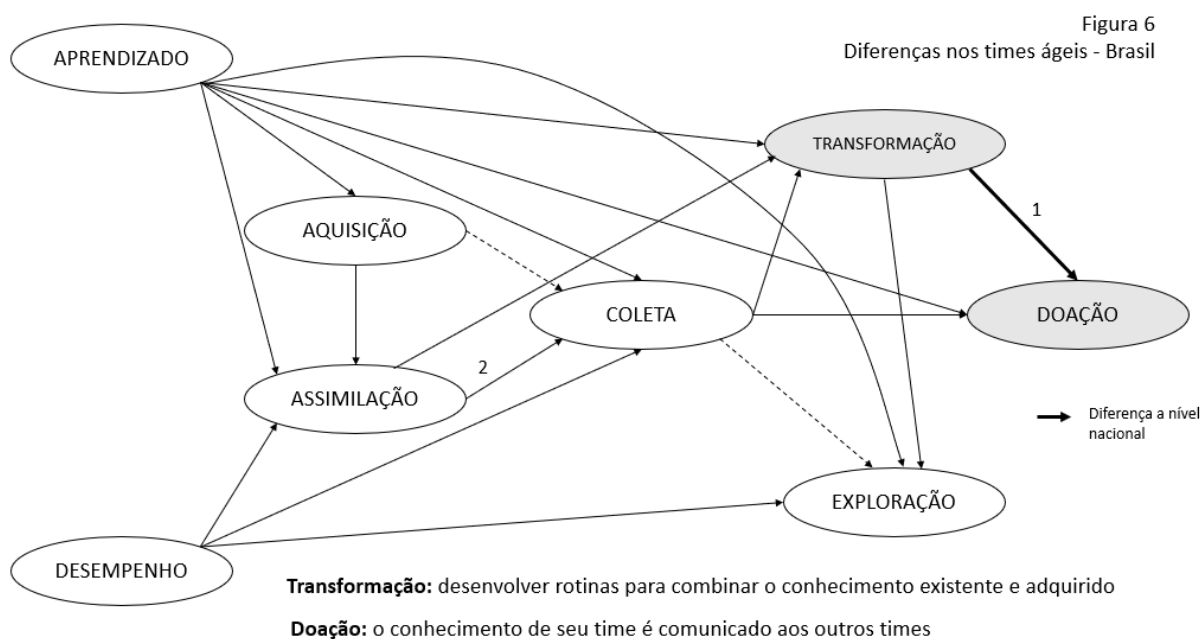 Figura 6
Diferenças nos times ágeis - Brasil
APRENDIZADO
TRANSFORMAÇÃO
AQUISIÇÃO
1
COLETA
DOAÇÃO
2
ASSIMILAÇÃO
Diferença a nível
nacional
EXPLORAÇÃO
DESEMPENHO
Transformação: desenvolver rotinas para combinar o conhecimento existente e adquirido
Doação: o conhecimento de seu time é comunicado aos outros times